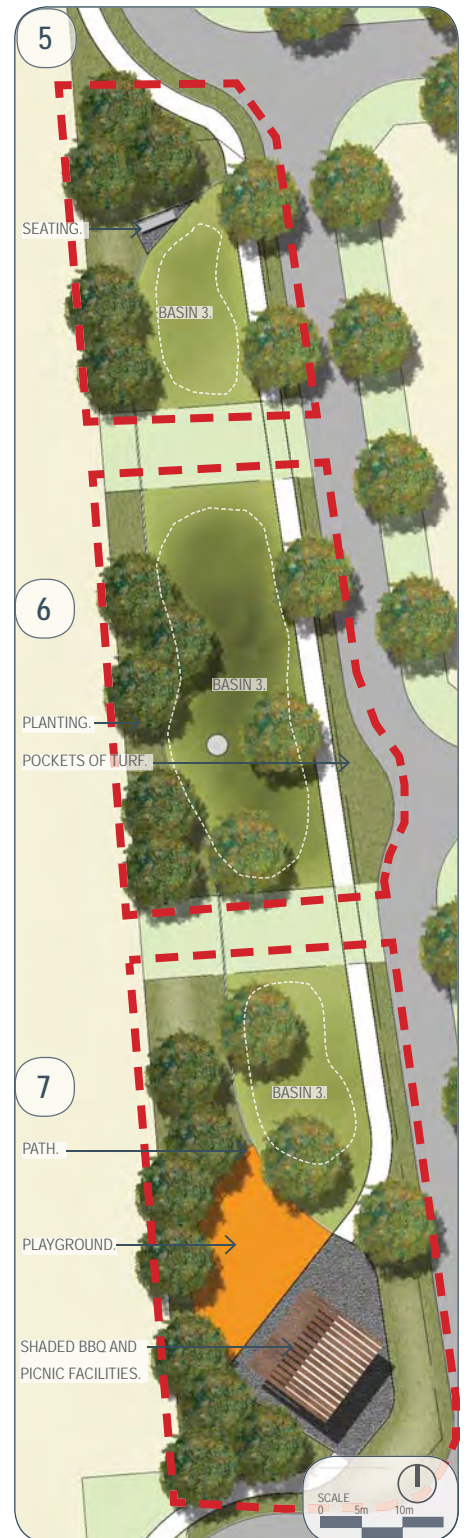 5
SEATING.
BASIN 3.
6
BASIN 3.
PLANTING.
POCKETS OF TURF.
7
BASIN 3.
PATH.
PLAYGROUND.
SHADED BBQ AND
PICNIC FACILITIES.
SCALE
0 5m 10m